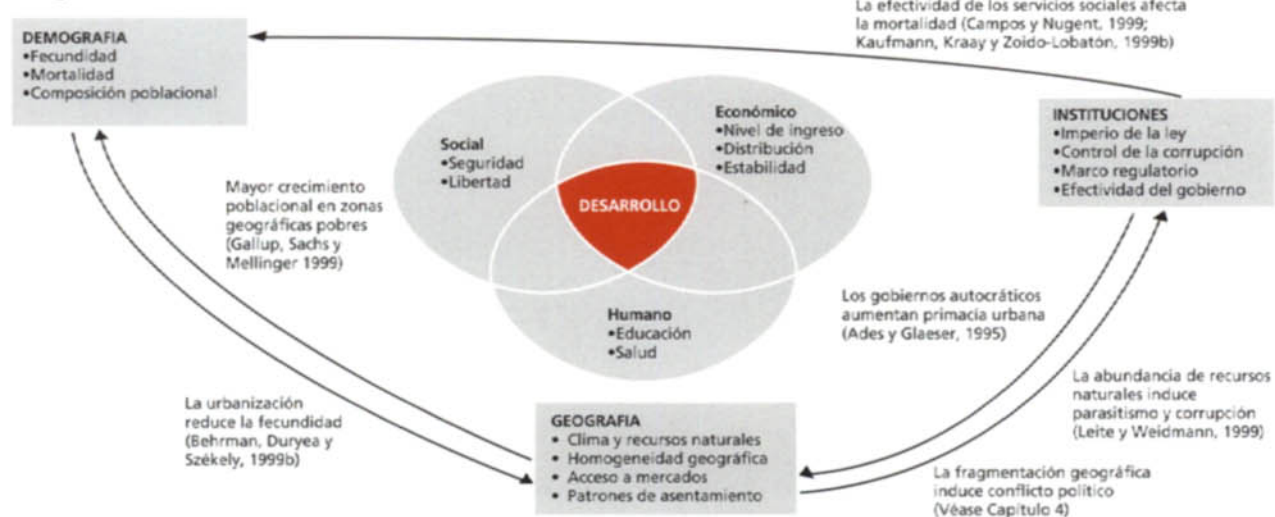 La efectividad de los servicios sociales afecta
la mortalidad (Campos y Nugent, 1999;
Kaufmann, Kraay y Zoido-Lobatón, 1999b)
DEMOGRAFIA
•Fecundidad
•Mortalidad
•Composición poblacional
Social
•Seguridad
•Libertad
Económico
•Nivel de ingreso
•Distribución
•Estabilidad
DESARROLLO
Humano
•Educación
•Salud
INSTITUCIONES
•Imperio de la ley
•Control de la corrupción
•Marco regulatorio
•Efectividad del gobierno
Mayor crecimiento
poblacional en zonas
geográficas pobres
(Gallup, Sachs y
Mellinger 1999)
Los gobiernos autocráticos
aumentan primacía urbana
(Ades y Glaeser, 1995)
La urbanización
reduce la fecundidad
(Behrman, Duryea y
Székely, 1999b)
GEOGRAFIA
• Clima y recursos naturales
• Homogeneidad geográfica
• Acceso a mercados
• Patrones de asentamiento
La abundancia de recursos
naturales induce
parasitismo y corrupción
(Leite y Weidmann, 1999)
La fragmentación geográfica
induce conflicto político
(Véase Capítulo 4)